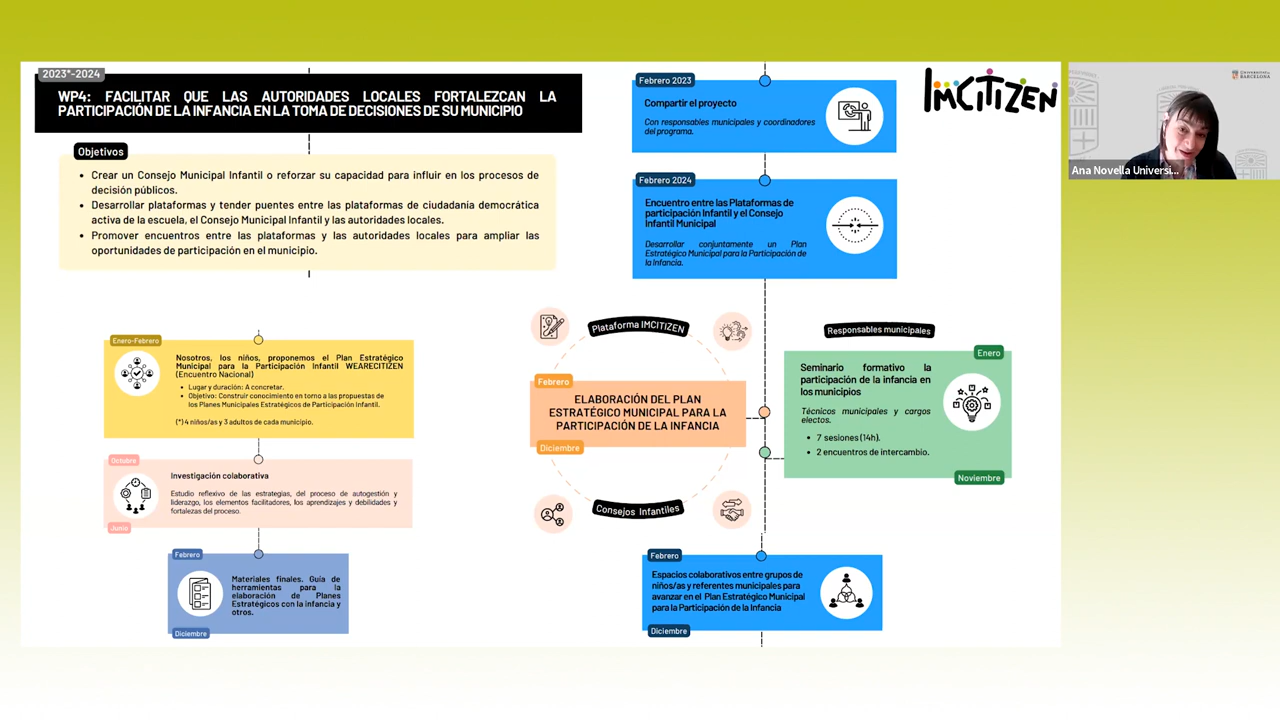 2023*-2024
WP4: FACILITAR QUE LAS AUTORIDADES LOCALES FORTALEZCAN LA
PARTICIPACIÓN DE LA INFANCIA EN LA TOMA DE DECISIONES DE SU MUNICIPIO
Objetivos
• Crear un Consejo Municipal Infantil o reforzar su capacidad para influir en los procesos de
decisión públicos.
• Desarrollar plataformas y tender puentes entre las plataformas de ciudadanía democrática
activa de la escuela, el Consejo Municipal Infantil y las autoridades locales.
• Promover encuentros entre las plataformas y las autoridades locales para ampliar las
oportunidades de participación en el municipio.
Febrero 2023
Compartir el proyecto
Con responsables municipales y coordinadores
del programa.
IMCITIZEN
UNIVERSITAT DE
BARCELONA
Ana Novella Universi...
Febrero 2024
Encuentro entre las Plataformas de
participación Infantil y el Consejo
Infantil Municipal
Desarrollar conjuntamente un Plan
Estratégico Municipal para la Participación de
la Infancia.
Plataforma IMCITIZEN
Febrero
ELABORACIÓN DEL PLAN
ESTRATÉGICO MUNICIPAL PARA LA
PARTICIPACIÓN DE LA INFANCIA
Diciembre
Consejos Infantiles
Responsables municipales
Enero
Seminario formativo la
participación de la infancia en
los municipios
Técnicos municipales y cargos
electos.
• 7 sesiones (14h).
• 2 encuentros de intercambio.
Noviembre
Enero-Febrero
Nosotros, los niños, proponemos el Plan Estratégico
Municipal para la Participación Infantil WEARECITIZEN
(Encuentro Nacional)
• Lugar y duración: A concretar.
• Objetivo: Construir conocimiento en torno a las propuestas de
los Planes Municipales Estratégicos de Participación Infantil.
(*) 4 niños/as y 3 adultos de cada municipio.
Octubre
Investigación colaborativa
Estudio reflexivo de las estrategias, del proceso de autogestión y
liderazgo, los elementos facilitadores, los aprendizajes y debilidades y
fortalezas del proceso.
Junio
Febrero
Materiales finales. Guía de
herramientas para la
elaboración de Planes
Estratégicos con la infancia y
otros.
Diciembre
Febrero
Espacios colaborativos entre grupos de
niños/as y referentes municipales para
avanzar en el Plan Estratégico Municipal
para la Participación de la Infancia
Diciembre